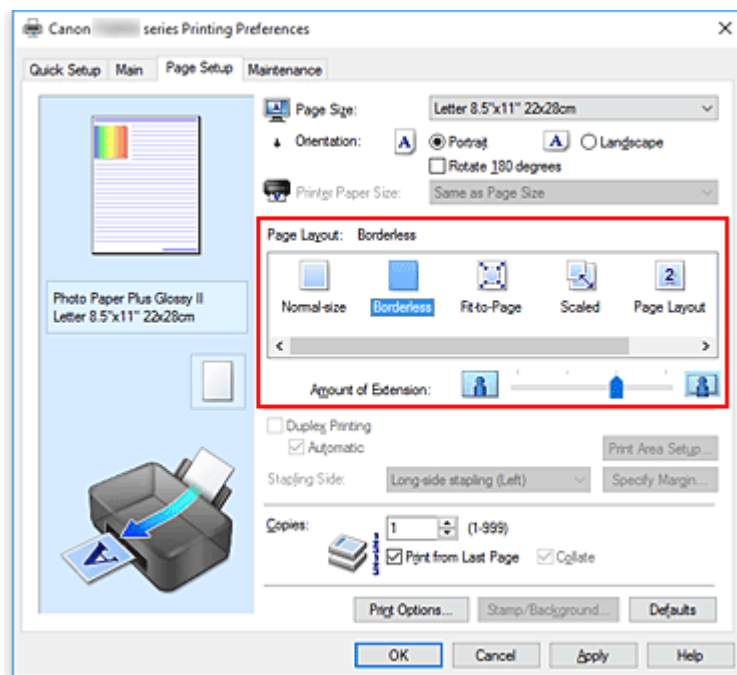 Canon series Printing Preferences
Quick Setup Main Page Setup Maintenance
Page Size: Letter 8.5"x11" 22x28cm
Orientation: A Portrait A Landscape
Rotate 180 degrees
Printer Paper Size: Same as Page Size
Page Layout: Borderless
Normal-size Borderless Fit-to-Page Scaled 2 Page Layout
Photo Paper Plus Glossy II
Letter 8.5"x11" 22x28cm
Amount of Extension:
Duplex Printing
Automatic Print Area Setup...
Stapling Side: Long-side stapling (Left) Specify Margin...
Copies: 1 (1-999)
Print from Last Page Collate
A
Print Options... Stamp/Background... Defaults
OK Cancel Apply Help